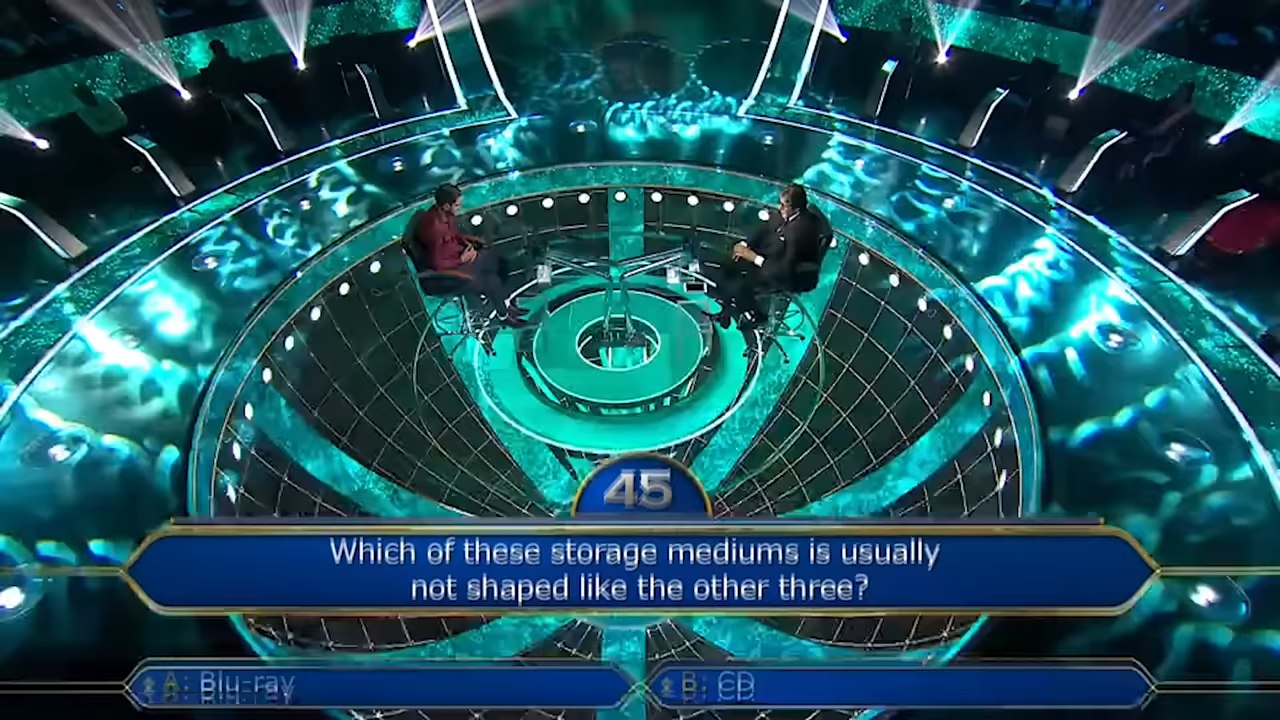 45
Which of these storage mediums is usually
not shaped like the other three?
A: Blu-ray
B: CD